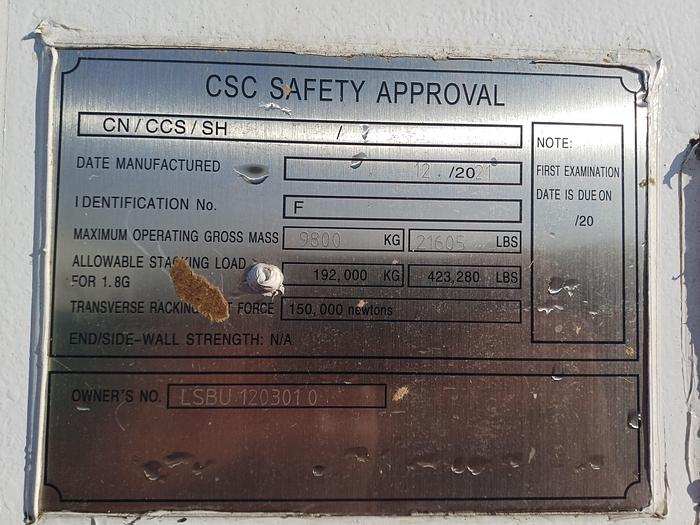 CSC SAFETY APPROVAL
CN/CCS/SH /
DATE MANUFACTURED 12 /2021
IDENTIFICATION No. F
MAXIMUM OPERATING GROSS MASS 9800 KG 21605 LBS
ALLOWABLE STACKING LOAD
FOR 1.8G 192,000 KG 423,280 LBS
TRANSVERSE RACKING FORCE 150,000 newtons
END/SIDE-WALL STRENGTH: N/A
NOTE:
FIRST EXAMINATION
DATE IS DUE ON
/20
OWNER'S NO. LSBU 120301 0